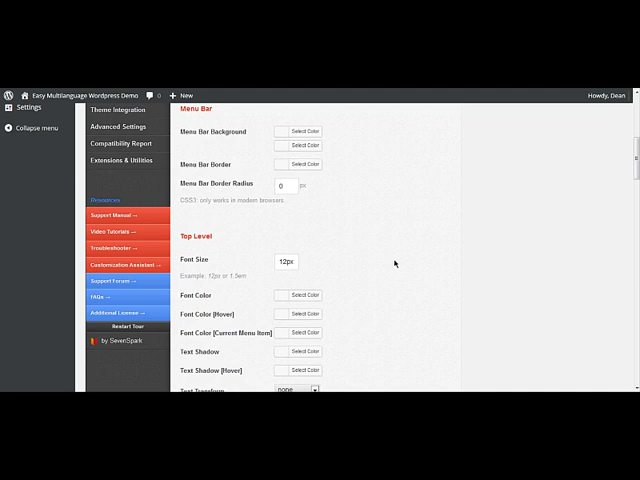 Easy Multilanguage Wordpress Demo
0
New
Howdy, Dean
Settings
Collapse menu
Theme Integration
Advanced Settings
Compatibility Report
Extensions & Utilities
Resources
Support Manual →
Video Tutorials →
Troubleshooter →
Customization Assistant →
Support Forum →
FAQs →
Additional License →
Restart Tour
by SevenSpark
Menu Bar
Menu Bar Background
Select Color
Select Color
Menu Bar Border
Select Color
Menu Bar Border Radius
0
px
CSS3: only works in modern browsers.
Top Level
Font Size
12px
Example: 12px or 1.5em
Font Color
Select Color
Font Color [Hover]
Select Color
Font Color [Current Menu Item]
Select Color
Text Shadow
Select Color
Text Shadow [Hover]
Select Color
Text Transform
none